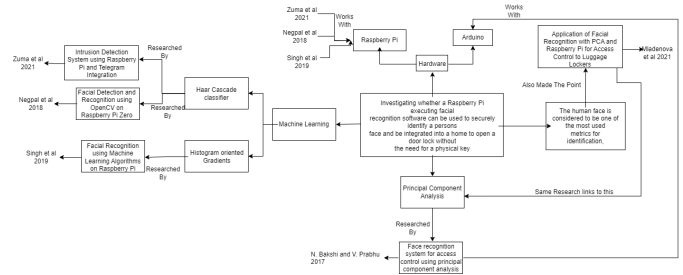 Zuma et al
2021
Works
With
Negpal et al
2018
Singh et al
2019
Raspberry Pi
Arduino
Hardware
Works
With
Application of Facial
Recognition with PCA and
Raspberry Pi for Access
Control to Luggage
Lockers
Mladenova
et al 2021
Also Made The Point
The human face is
considered to be one of
the most used
metrics for
identification,
Zuma et al
2021
Intrusion Detection
System using Raspberry
Pi and Telegram
Integration
Researched
By
Negpal et al
2018
Facial Detection and
Recognition using
OpenCV on
Raspberry Pi Zero
Researched
By
Haar Cascade
classifier
Machine Learning
Investigating whether a Raspberry Pi
executing facial
recognition software can be used to securely
identify a persons
face and be integrated into a home to open a
door lock without
the need for a physical key
Singh et al
2019
Facial Recognition
using Machine
Learning Algorithms
on Raspberry Pi
Researched
By
Histogram oriented
Gradients
Principal Component
Analysis
Same Research links to this
Researched
By
N. Bakshi and V. Prabhu
2017
Face recognition
system for access
control using principal
component analysis